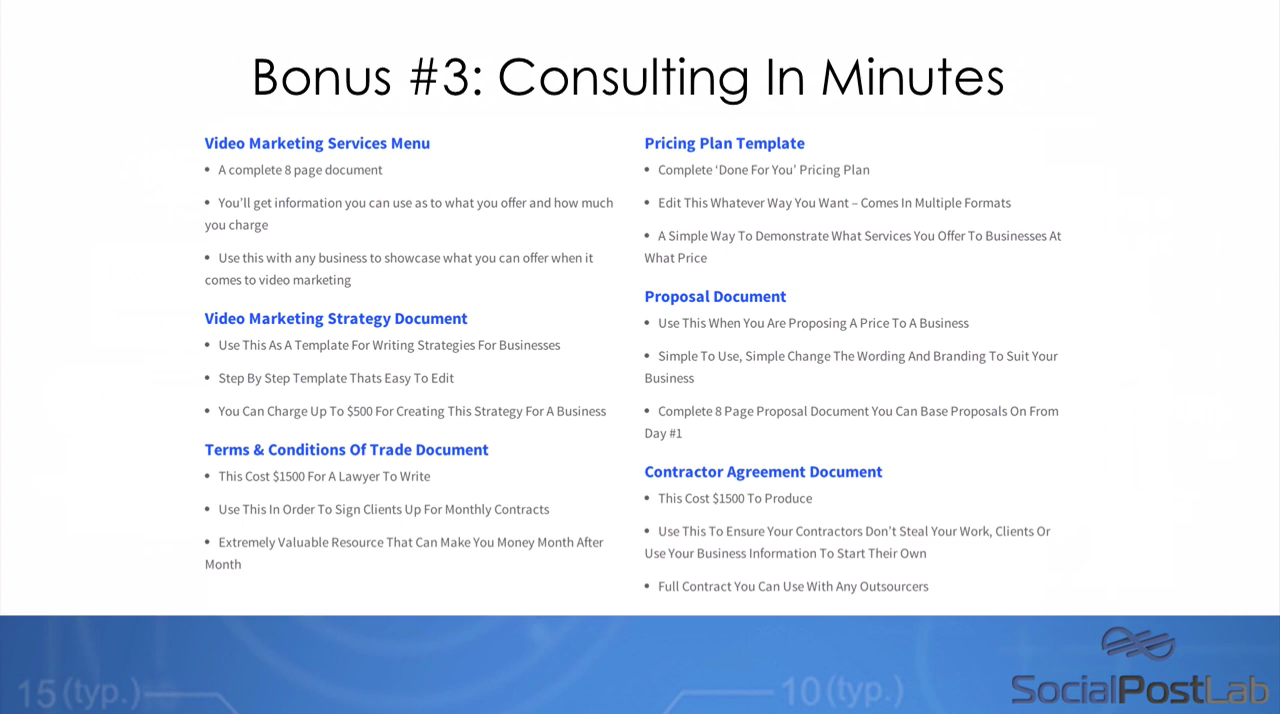 Bonus #3: Consulting In Minutes
Video Marketing Services Menu
• A complete 8 page document
• You’ll get information you can use as to what you offer and how much
you charge
• Use this with any business to showcase what you can offer when it
comes to video marketing
Video Marketing Strategy Document
• Use This As A Template For Writing Strategies For Businesses
• Step By Step Template Thats Easy To Edit
• You Can Charge Up To $500 For Creating This Strategy For A Business
Terms & Conditions Of Trade Document
• This Cost $1500 For A Lawyer To Write
• Use This In Order To Sign Clients Up For Monthly Contracts
• Extremely Valuable Resource That Can Make You Money Month After
Month
Pricing Plan Template
• Complete ‘Done For You’ Pricing Plan
• Edit This Whatever Way You Want – Comes In Multiple Formats
• A Simple Way To Demonstrate What Services You Offer To Businesses At
What Price
Proposal Document
• Use This When You Are Proposing A Price To A Business
• Simple To Use, Simple Change The Wording And Branding To Suit Your
Business
• Complete 8 Page Proposal Document You Can Base Proposals On From
Day #1
Contractor Agreement Document
• This Cost $1500 To Produce
• Use This To Ensure Your Contractors Don’t Steal Your Work, Clients Or
Use Your Business Information To Start Their Own
• Full Contract You Can Use With Any Outsourcers
15 (typ.)
10 (typ.)
SocialPostLab